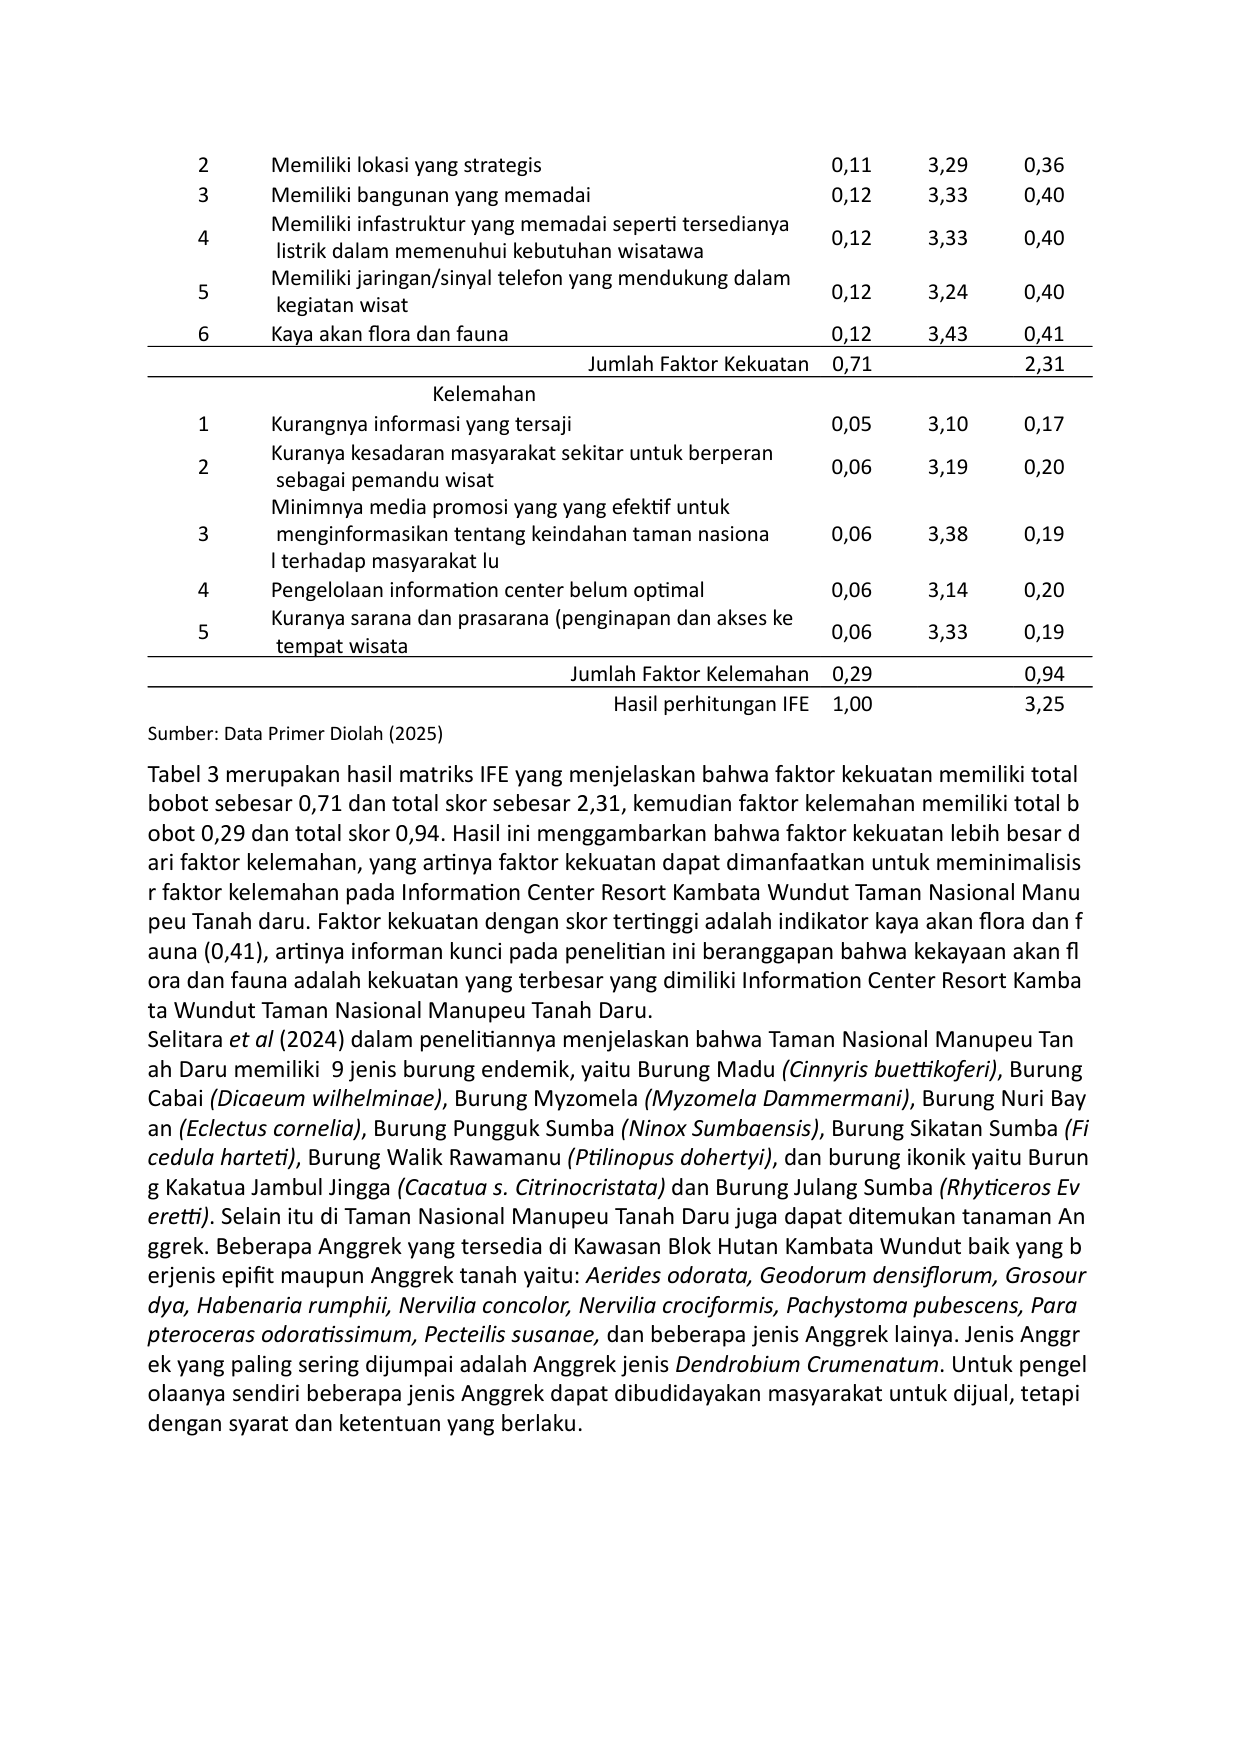 2 Memiliki lokasi yang strategis 0,11 3,29 0,36
3 Memiliki bangunan yang memadai 0,12 3,33 0,40
4 Memiliki infastruktur yang memadai seperti tersedianya
listrik dalam memenuhui kebutuhan wisatawa 0,12 3,33 0,40
5 Memiliki jaringan/sinyal telefon yang mendukung dalam
kegiatan wisat 0,12 3,24 0,40
6 Kaya akan flora dan fauna 0,12 3,43 0,41
Jumlah Faktor Kekuatan 0,71 2,31
Kelemahan
1 Kurangnya informasi yang tersaji 0,05 3,10 0,17
2 Kuranya kesadaran masyarakat sekitar untuk berperan
sebagai pemandu wisat 0,06 3,19 0,20
Minimnya media promosi yang yang efektif untuk
3 menginformasikan tentang keindahan taman nasiona 0,06 3,38 0,19
l terhadap masyarakat lu
4 Pengelolaan information center belum optimal 0,06 3,14 0,20
5 Kuranya sarana dan prasarana (penginapan dan akses ke
tempat wisata 0,06 3,33 0,19
Jumlah Faktor Kelemahan 0,29 0,94
Hasil perhitungan IFE 1,00 3,25
Sumber: Data Primer Diolah (2025)
Tabel 3 merupakan hasil matriks IFE yang menjelaskan bahwa faktor kekuatan memiliki total
bobot sebesar 0,71 dan total skor sebesar 2,31, kemudian faktor kelemahan memiliki total b
obot 0,29 dan total skor 0,94. Hasil ini menggambarkan bahwa faktor kekuatan lebih besar d
ari faktor kelemahan, yang artinya faktor kekuatan dapat dimanfaatkan untuk meminimalisis
r faktor kelemahan pada Information Center Resort Kambata Wundut Taman Nasional Manu
peu Tanah daru. Faktor kekuatan dengan skor tertinggi adalah indikator kaya akan flora dan f
auna (0,41), artinya informan kunci pada penelitian ini beranggapan bahwa kekayaan akan fl
ora dan fauna adalah kekuatan yang terbesar yang dimiliki Information Center Resort Kamba
ta Wundut Taman Nasional Manupeu Tanah Daru.
Selitara et al (2024) dalam penelitiannya menjelaskan bahwa Taman Nasional Manupeu Tan
ah Daru memiliki  9 jenis burung endemik, yaitu Burung Madu (Cinnyris buettikoferi), Burung
Cabai (Dicaeum wilhelminae), Burung Myzomela (Myzomela Dammermani), Burung Nuri Bay
an (Eclectus cornelia), Burung Pungguk Sumba (Ninox Sumbaensis), Burung Sikatan Sumba (Fi
cedula harteti), Burung Walik Rawamanu (Ptilinopus dohertyi), dan burung ikonik yaitu Burun
g Kakatua Jambul Jingga (Cacatua s. Citrinocristata) dan Burung Julang Sumba (Rhyticeros Ev
eretti). Selain itu di Taman Nasional Manupeu Tanah Daru juga dapat ditemukan tanaman An
ggrek. Beberapa Anggrek yang tersedia di Kawasan Blok Hutan Kambata Wundut baik yang b
erjenis epifit maupun Anggrek tanah yaitu: Aerides odorata, Geodorum densiflorum, Grosour
dya, Habenaria rumphii, Nervilia concolor, Nervilia crociformis, Pachystoma pubescens, Para
pteroceras odoratissimum, Pecteilis susanae, dan beberapa jenis Anggrek lainya. Jenis Anggr
ek yang paling sering dijumpai adalah Anggrek jenis Dendrobium Crumenatum. Untuk pengel
olaanya sendiri beberapa jenis Anggrek dapat dibudidayakan masyarakat untuk dijual, tetapi
dengan syarat dan ketentuan yang berlaku.